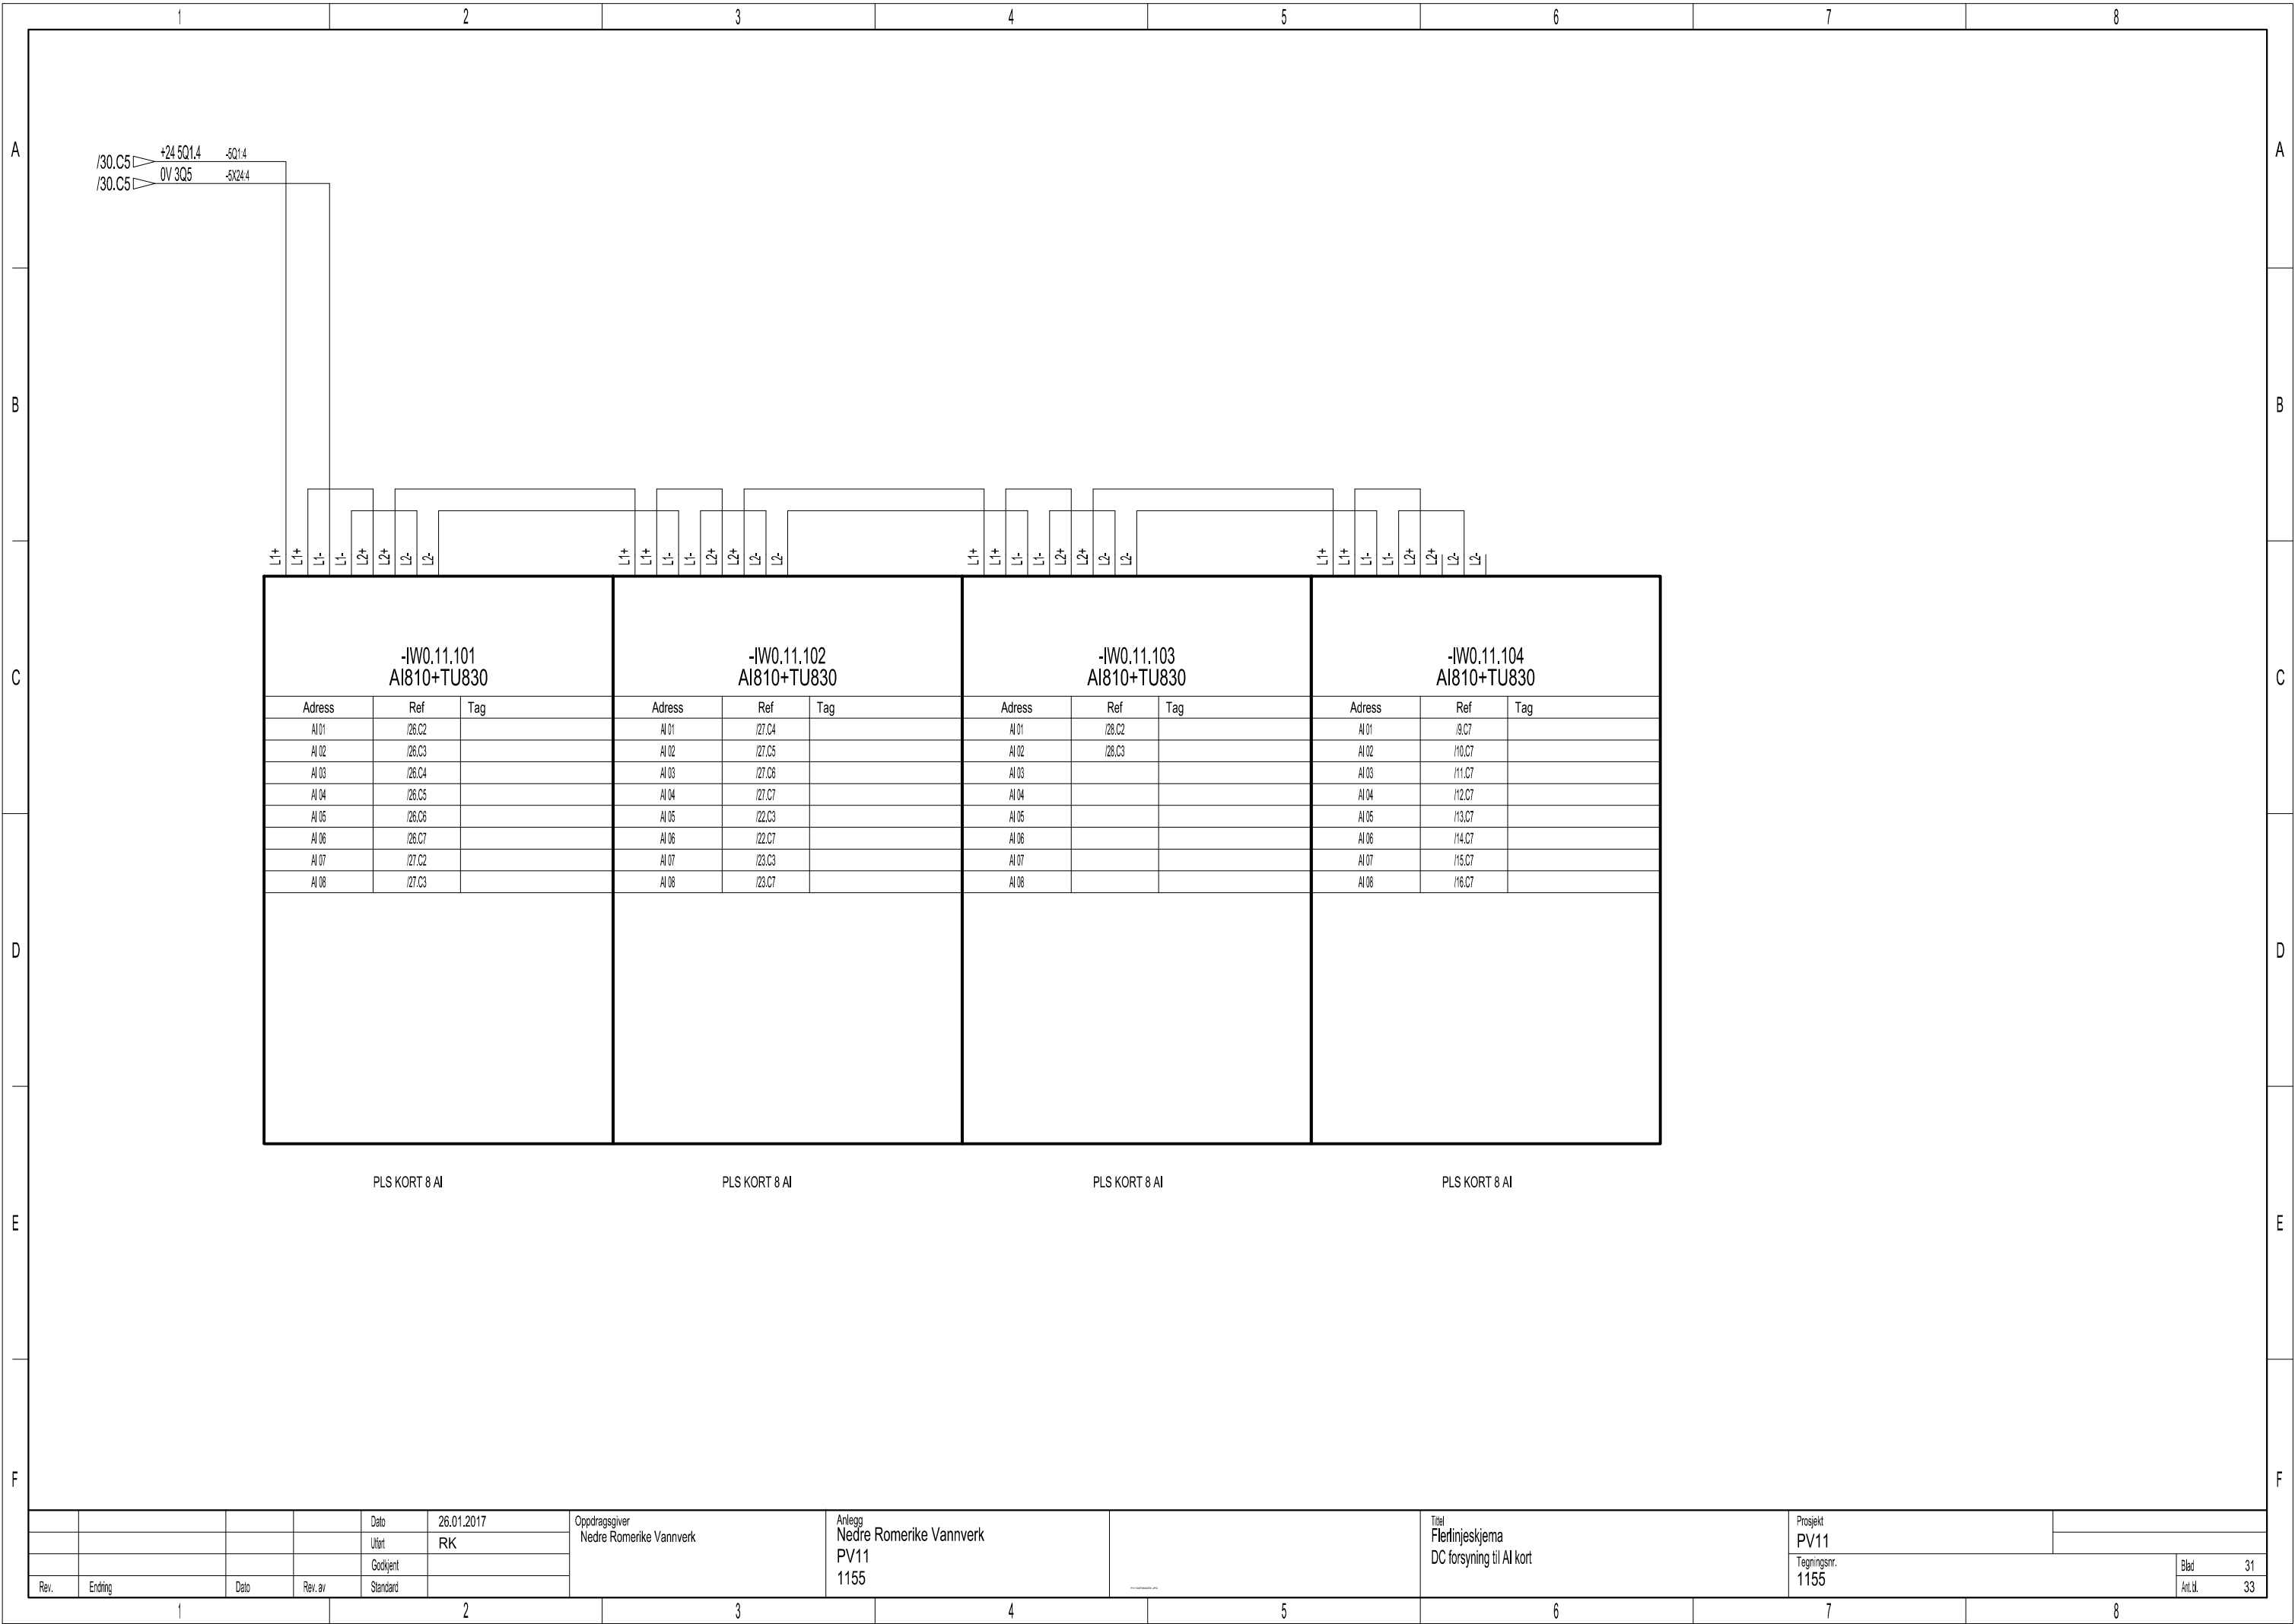 1 2 3 4 5 6 7 8
A A
/30.C5 +24 5Q1.4 -5Q1:4
/30.C5 0V 3Q5 -5X24:4
B B
L1+ L1+ L1- L1- L2+ L2+ L2- L2- L1+ L1+ L1- L1- L2+ L2+ L2- L2- L1+ L1+ L1- L1- L2+ L2+ L2- L2- L1+ L1+ L1- L1- L2+ L2+ L2- L2-
-IW0.11.101 -IW0.11.102 -IW0.11.103 -IW0.11.104
C AI810+TU830 AI810+TU830 AI810+TU830 AI810+TU830 C
Adress Ref Tag Adress Ref Tag Adress Ref Tag Adress Ref Tag
AI 01 /26.C2 AI 01 /27.C4 AI 01 /28.C2 AI 01 /9.C7
AI 02 /26.C3 AI 02 /27.C5 AI 02 /28.C3 AI 02 /10.C7
AI 03 /26.C4 AI 03 /27.C6 AI 03 AI 03 /11.C7
AI 04 /26.C5 AI 04 /27.C7 AI 04 AI 04 /12.C7
AI 05 /26.C6 AI 05 /22.C3 AI 05 AI 05 /13.C7
AI 06 /26.C7 AI 06 /22.C7 AI 06 AI 06 /14.C7
AI 07 /27.C2 AI 07 /23.C3 AI 07 AI 07 /15.C7
AI 08 /27.C3 AI 08 /23.C7 AI 08 AI 08 /16.C7
D D
PLS KORT 8 AI PLS KORT 8 AI PLS KORT 8 AI PLS KORT 8 AI
E E
F F
Dato 26.01.2017
Utført RK
Godkjent
Rev. Endring Dato Rev. av Standard
Oppdragsgiver
Nedre Romerike Vannverk
Anlegg
Nedre Romerike Vannverk
PV11
1155
Titel
Flerlinjeskjema
DC forsyning til AI kort
Prosjekt
PV11
Tegningsnr.
1155
Blad 31
Ant.bl. 33
1 2 3 4 5 6 7 8